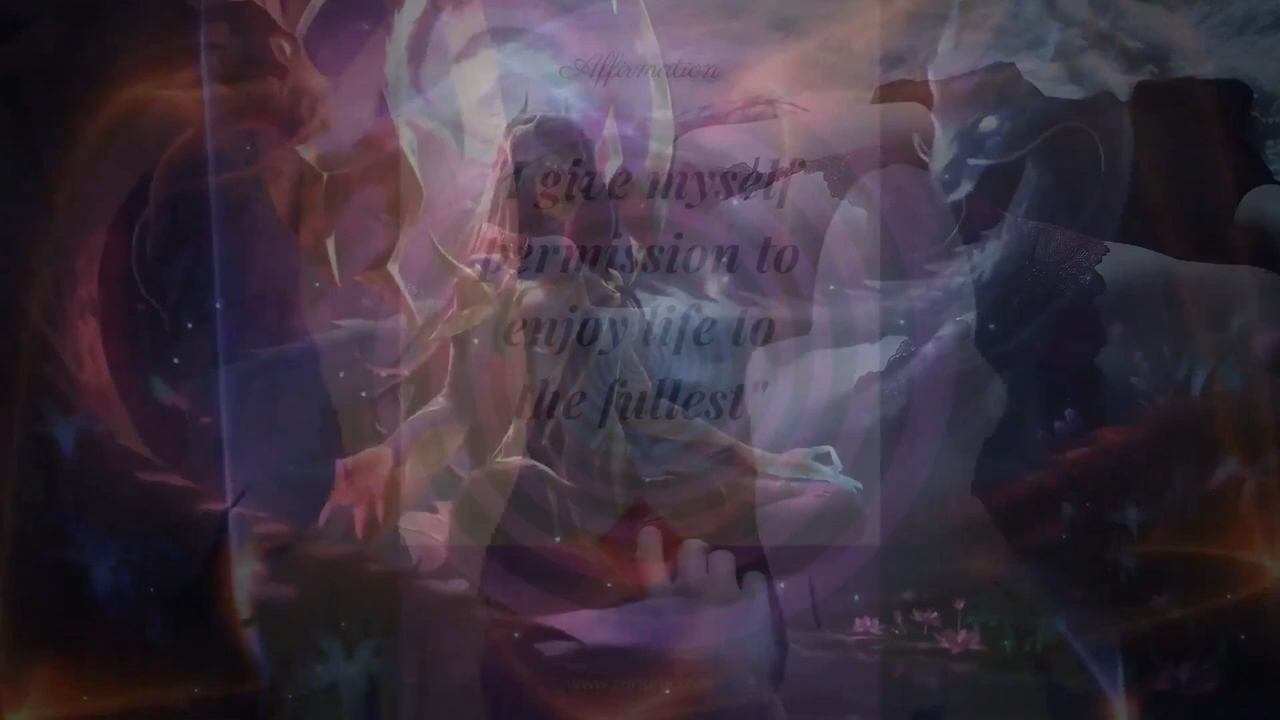 Affirmation
"I give myself
permission to
enjoy life to
the fullest"